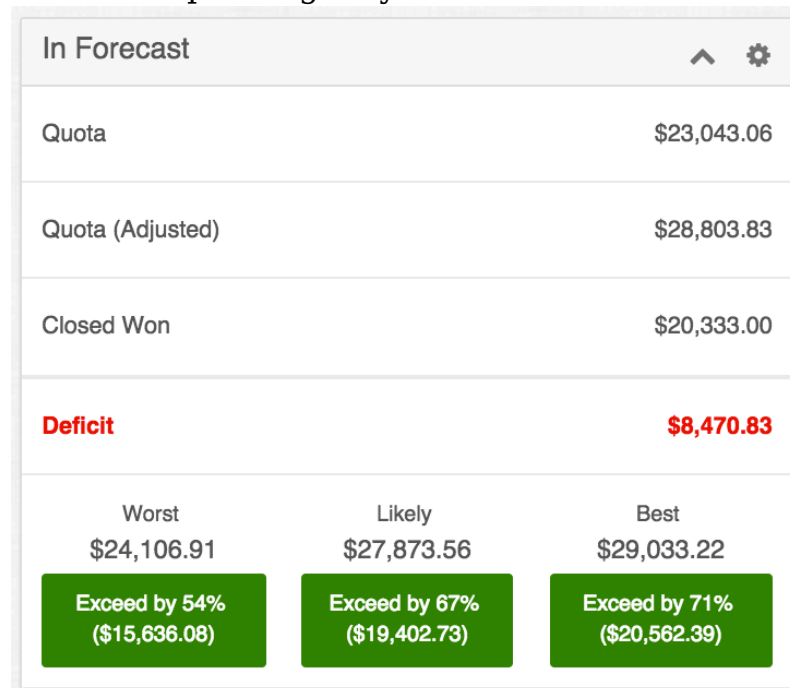 In Forecast
Quota $23,043.06
Quota (Adjusted) $28,803.83
Closed Won $20,333.00
Deficit $8,470.83
Worst Likely Best
$24,106.91 $27,873.56 $29,033.22
Exceed by 54% Exceed by 67% Exceed by 71%
($15,636.08) ($19,402.73) ($20,562.39)